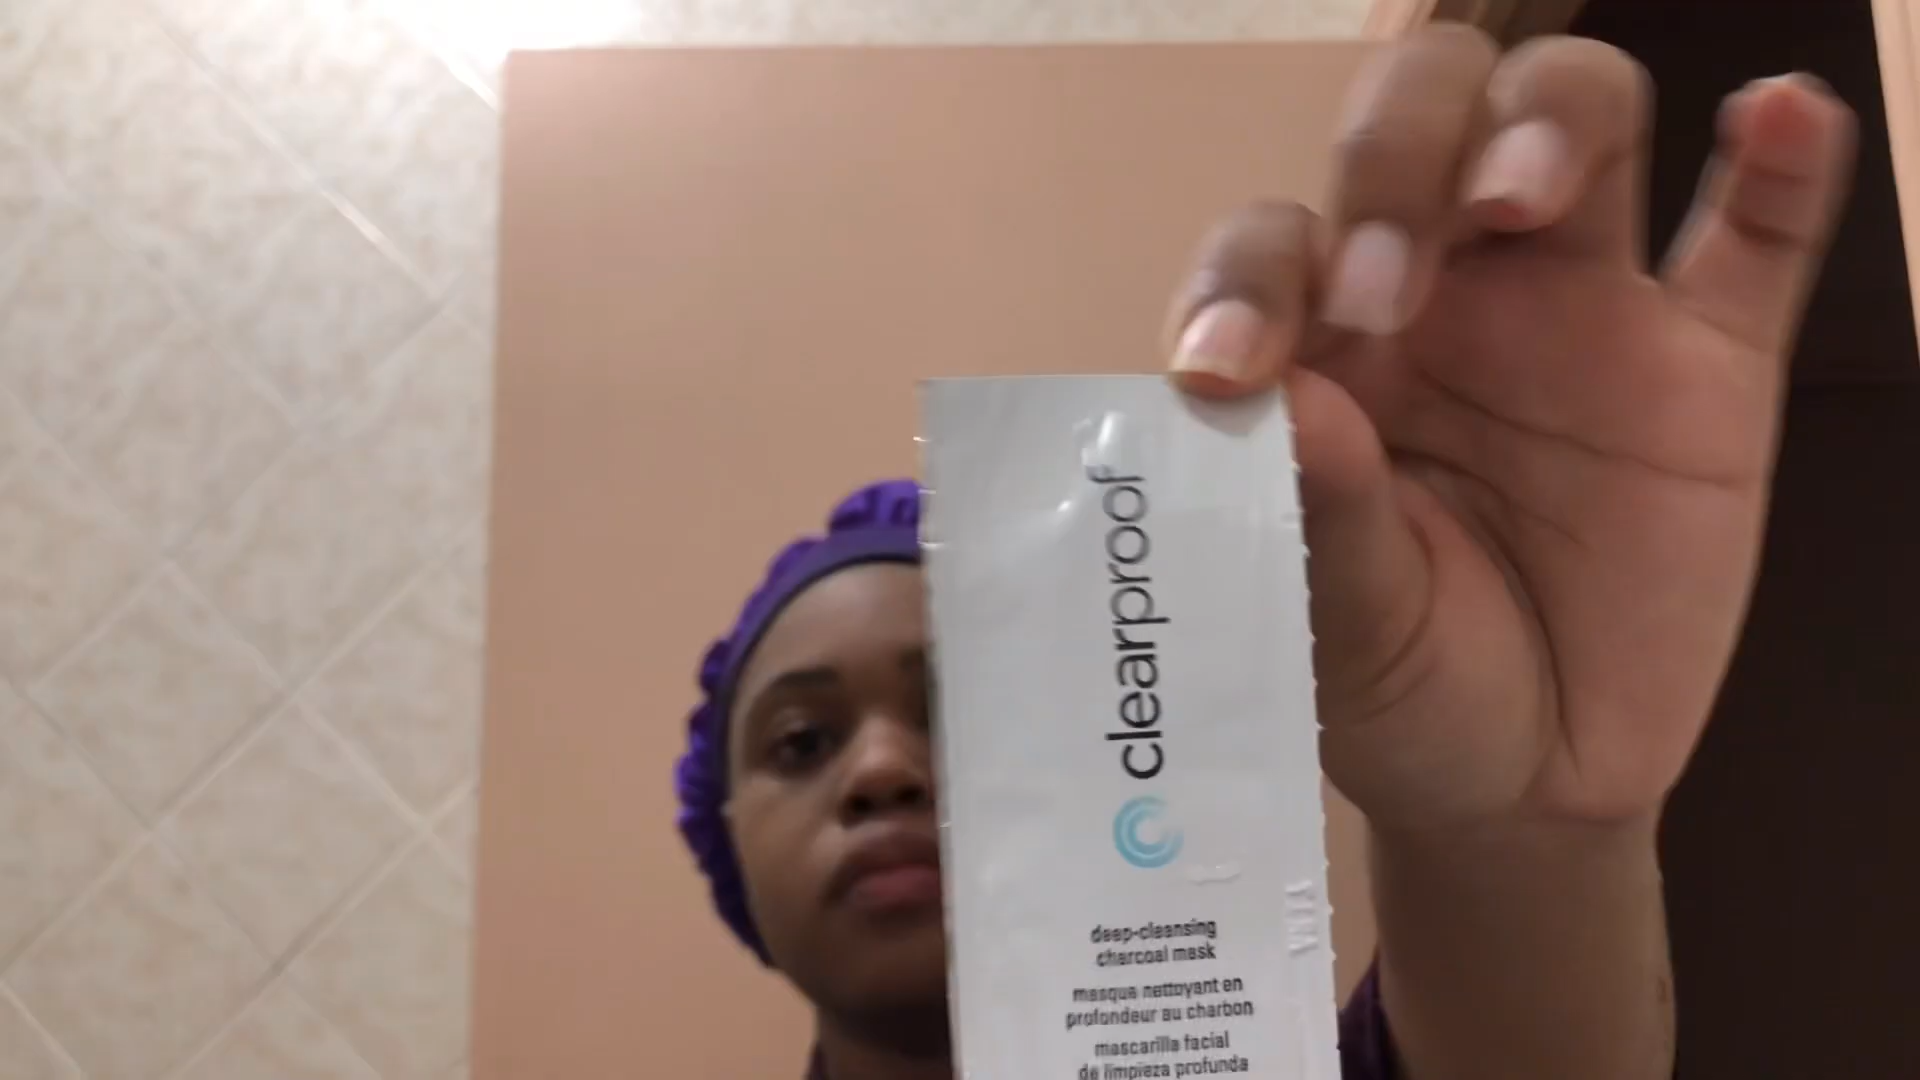 clearproof
deep-cleansing
charcoal mask
masque nettoyant en
profondeur au charbon
mascarilla facial
de limpieza profunda